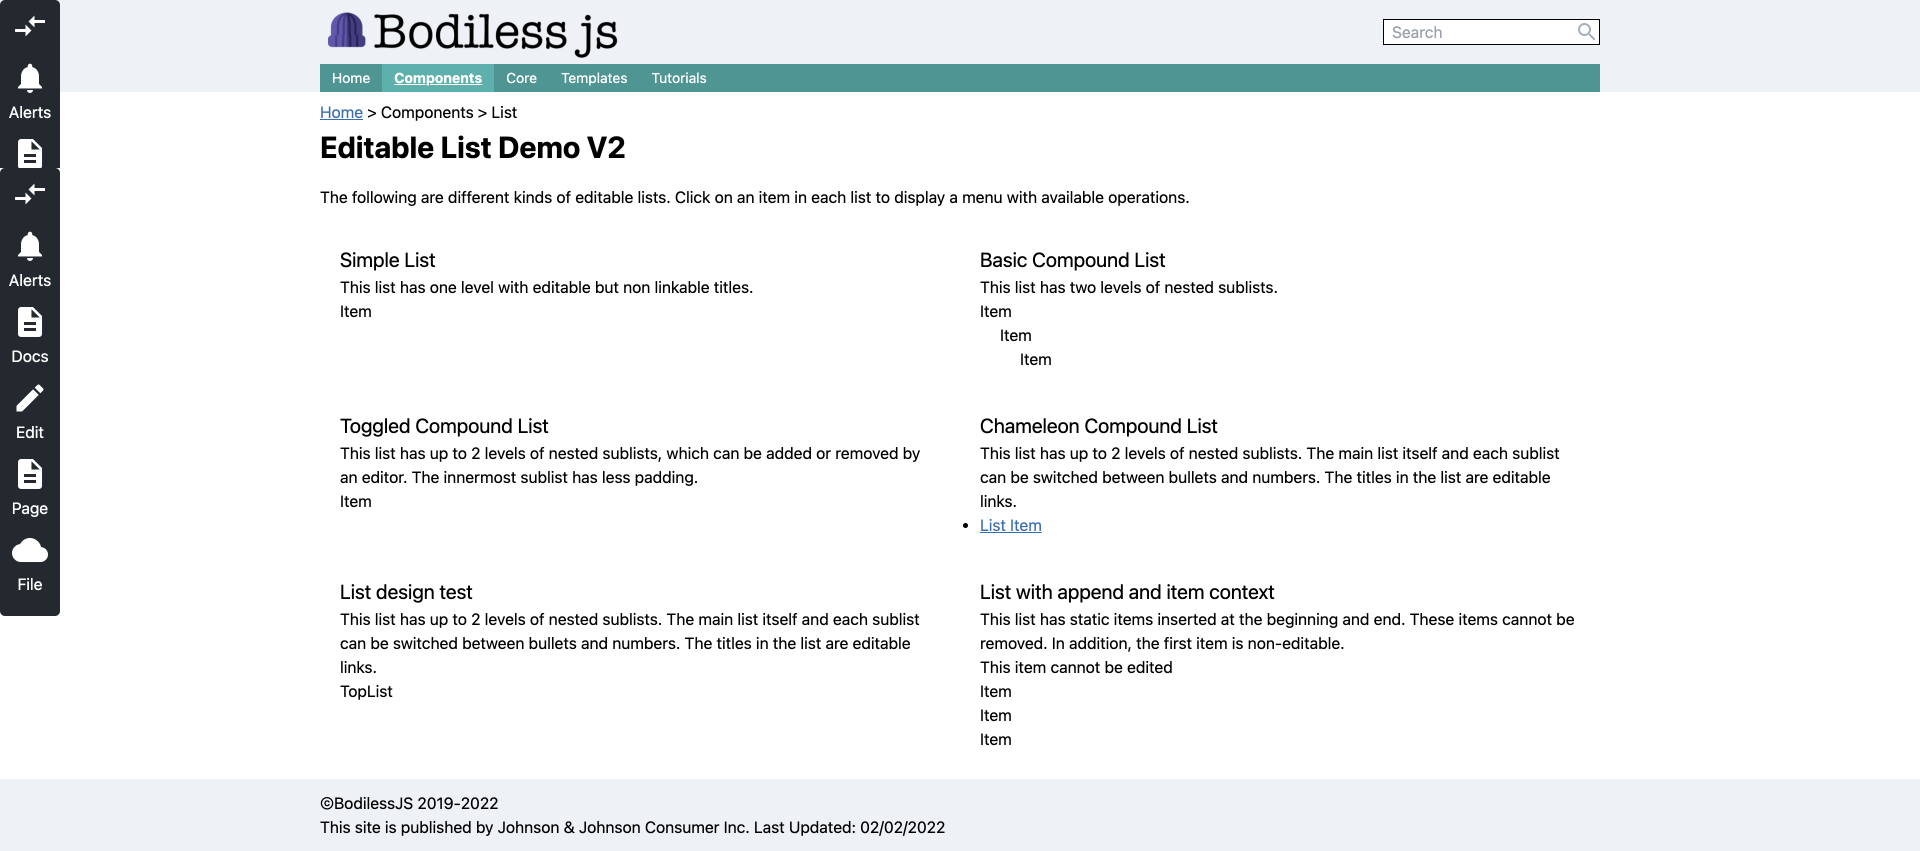 Bodiless js
Search
Home Components Core Templates Tutorials
Alerts
Alerts
Docs
Edit
Page
File
Home > Components > List
Editable List Demo V2
The following are different kinds of editable lists. Click on an item in each list to display a menu with available operations.
Simple List
This list has one level with editable but non linkable titles.
Item
Basic Compound List
This list has two levels of nested sublists.
Item
Item
Item
Toggled Compound List
This list has up to 2 levels of nested sublists, which can be added or removed by
an editor. The innermost sublist has less padding.
Item
Chameleon Compound List
This list has up to 2 levels of nested sublists. The main list itself and each sublist
can be switched between bullets and numbers. The titles in the list are editable
links.
• List Item
List design test
This list has up to 2 levels of nested sublists. The main list itself and each sublist
can be switched between bullets and numbers. The titles in the list are editable
links.
TopList
List with append and item context
This list has static items inserted at the beginning and end. These items cannot be
removed. In addition, the first item is non-editable.
This item cannot be edited
Item
Item
Item
©BodilessJS 2019-2022
This site is published by Johnson & Johnson Consumer Inc. Last Updated: 02/02/2022